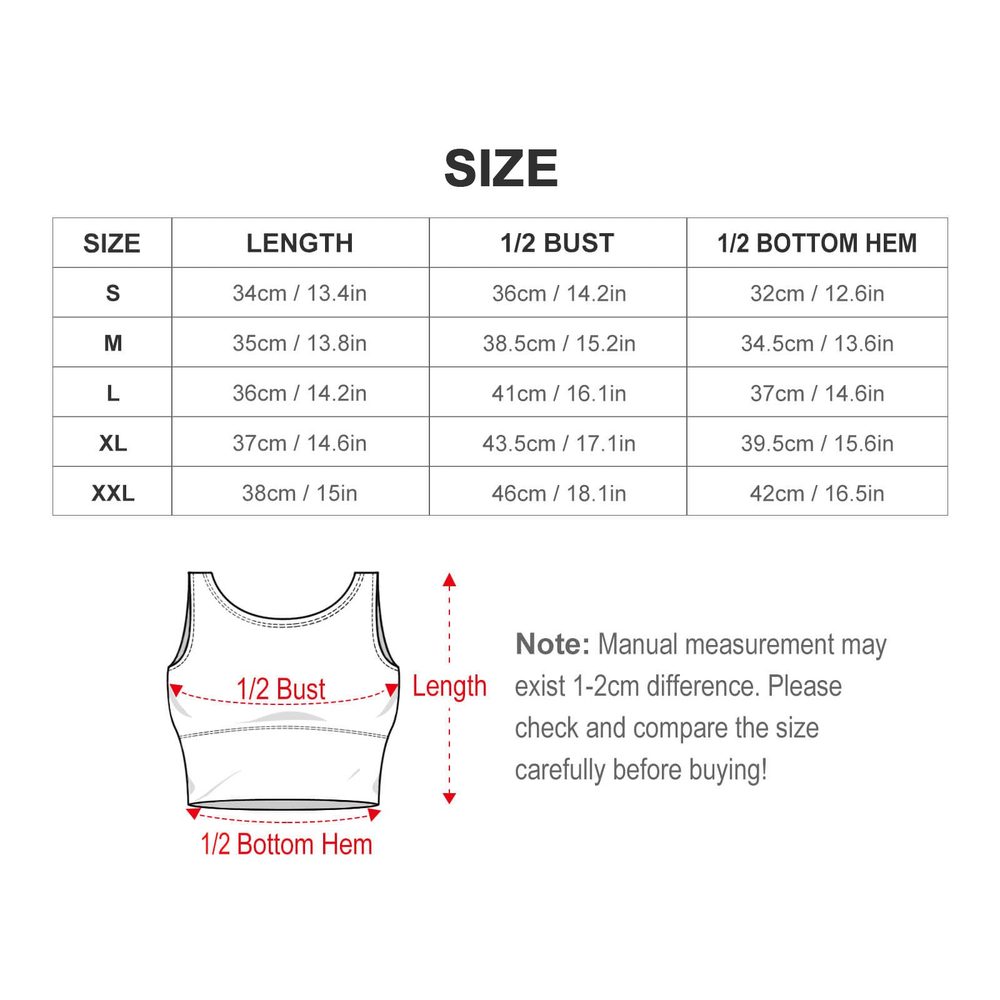 SIZE
SIZE LENGTH 1/2 BUST 1/2 BOTTOM HEM
S 34cm / 13.4in 36cm / 14.2in 32cm / 12.6in
M 35cm / 13.8in 38.5cm / 15.2in 34.5cm / 13.6in
L 36cm / 14.2in 41cm / 16.1in 37cm / 14.6in
XL 37cm / 14.6in 43.5cm / 17.1in 39.5cm / 15.6in
XXL 38cm / 15in 46cm / 18.1in 42cm / 16.5in
1/2 Bust
Length
1/2 Bottom Hem
Note: Manual measurement may
exist 1-2cm difference. Please
check and compare the size
carefully before buying!